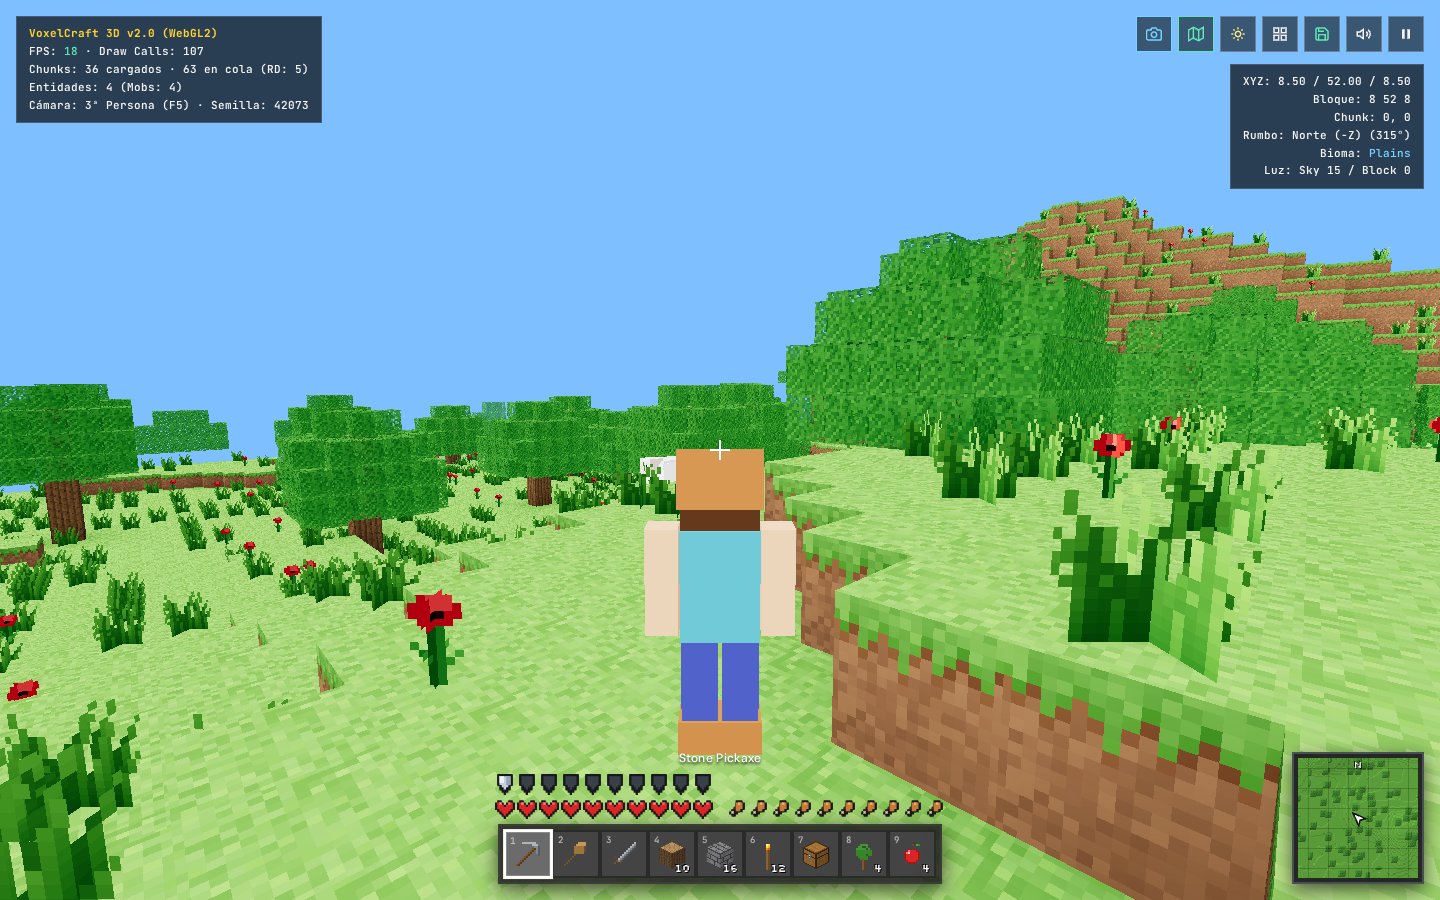 VoxelCraft 3D v2.0 (WebGL2)
FPS: 18 · Draw Calls: 107
Chunks: 36 cargados · 63 en cola (RD: 5)
Entidades: 4 (Mobs: 4)
Cámara: 3ª Persona (F5) · Semilla: 42073
XYZ: 8.50 / 52.00 / 8.50
Bloque: 8 52 8
Chunk: 0, 0
Rumbo: Norte (-Z) (315°)
Bioma: Plains
Luz: Sky 15 / Block 0
N
Stone Pickaxe
1 2 3 4 5 6 7 8 9
10 16 12 4 4